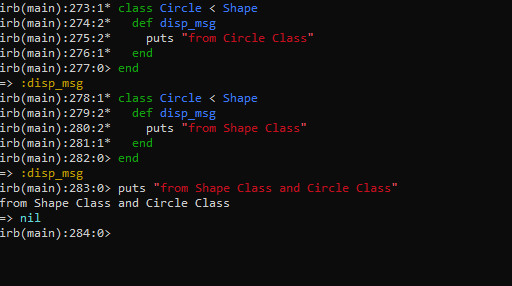 irb(main):273:1* class Circle < Shape
irb(main):274:2*   def disp_msg
irb(main):275:2*     puts "from Circle Class"
irb(main):276:1*   end
irb(main):277:0> end
=> :disp_msg
irb(main):278:1* class Circle < Shape
irb(main):279:2*   def disp_msg
irb(main):280:2*     puts "from Shape Class"
irb(main):281:1*   end
irb(main):282:0> end
=> :disp_msg
irb(main):283:0> puts "from Shape Class and Circle Class"
from Shape Class and Circle Class
=> nil
irb(main):284:0>